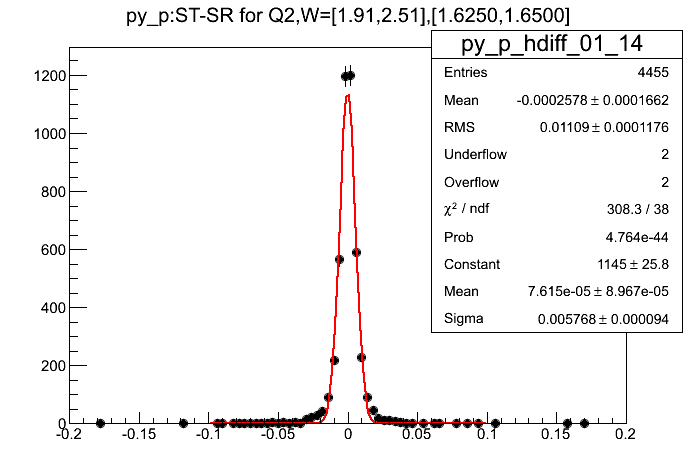 py_p:ST-SR for Q2,W=[1.91,2.51],[1.6250,1.6500]
py_p_hdiff_01_14
Entries 4455
Mean -0.0002578 ± 0.0001662
RMS 0.01109 ± 0.0001176
Underflow 2
Overflow 2
χ² / ndf 308.3 / 38
Prob 4.764e-44
Constant 1145 ± 25.8
Mean 7.615e-05 ± 8.967e-05
Sigma 0.005768 ± 0.000094
1200
1000
800
600
400
200
0
-0.2 -0.15 -0.1 -0.05 0 0.05 0.1 0.15 0.2